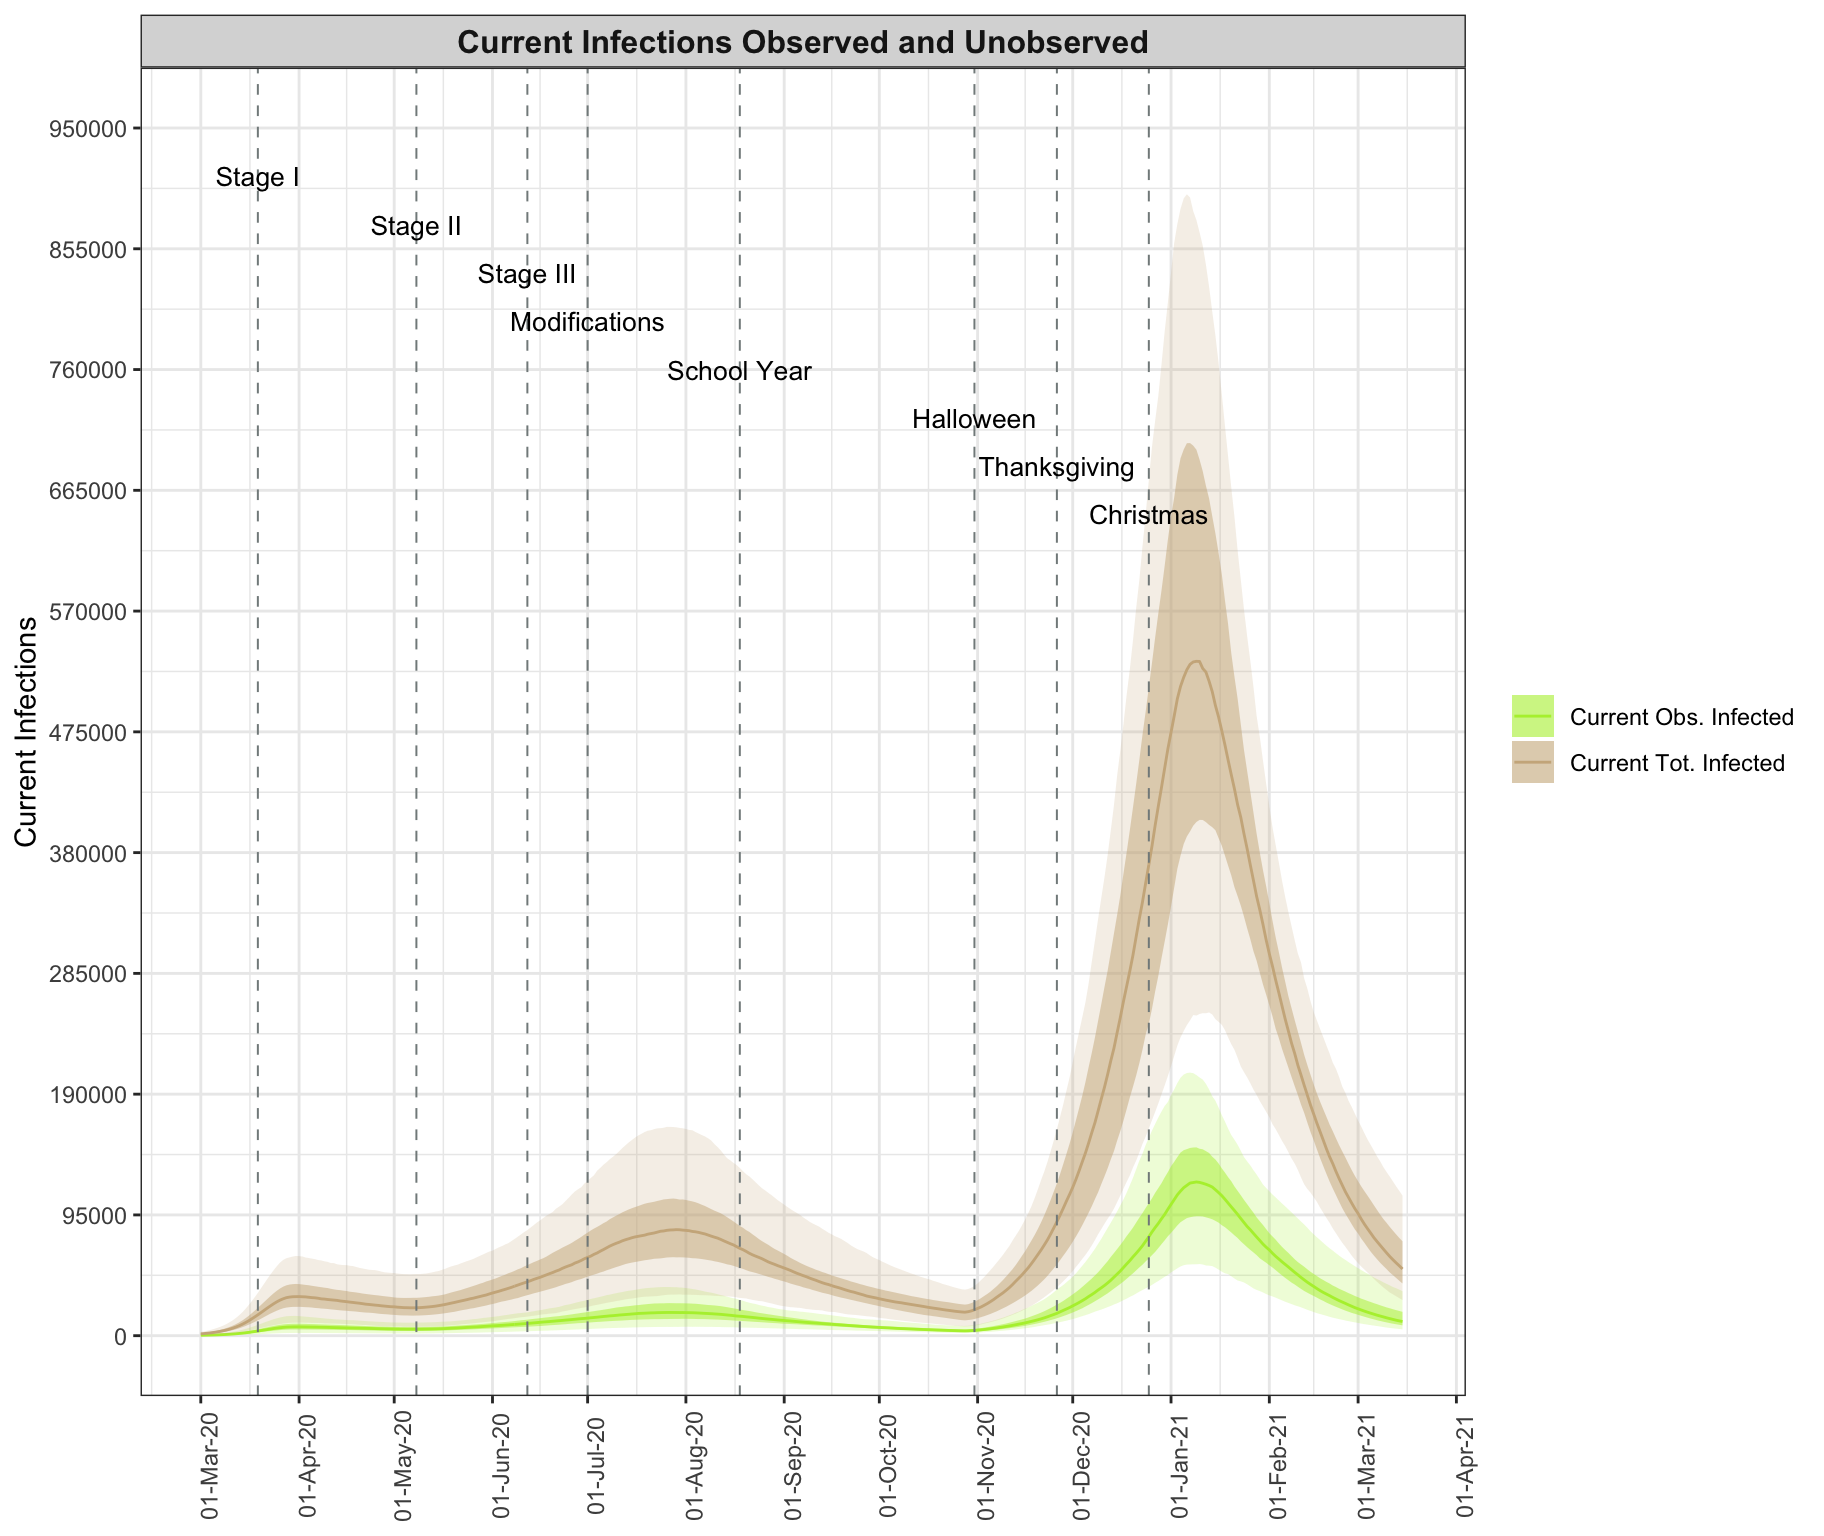 Current Infections Observed and Unobserved
950000
855000
760000
665000
570000
475000
380000
285000
190000
95000
0
Current Infections
Stage I
Stage II
Stage III
Modifications
School Year
Halloween
Thanksgiving
Christmas
Current Obs. Infected
Current Tot. Infected
01-Mar-20
01-Apr-20
01-May-20
01-Jun-20
01-Jul-20
01-Aug-20
01-Sep-20
01-Oct-20
01-Nov-20
01-Dec-20
01-Jan-21
01-Feb-21
01-Mar-21
01-Apr-21